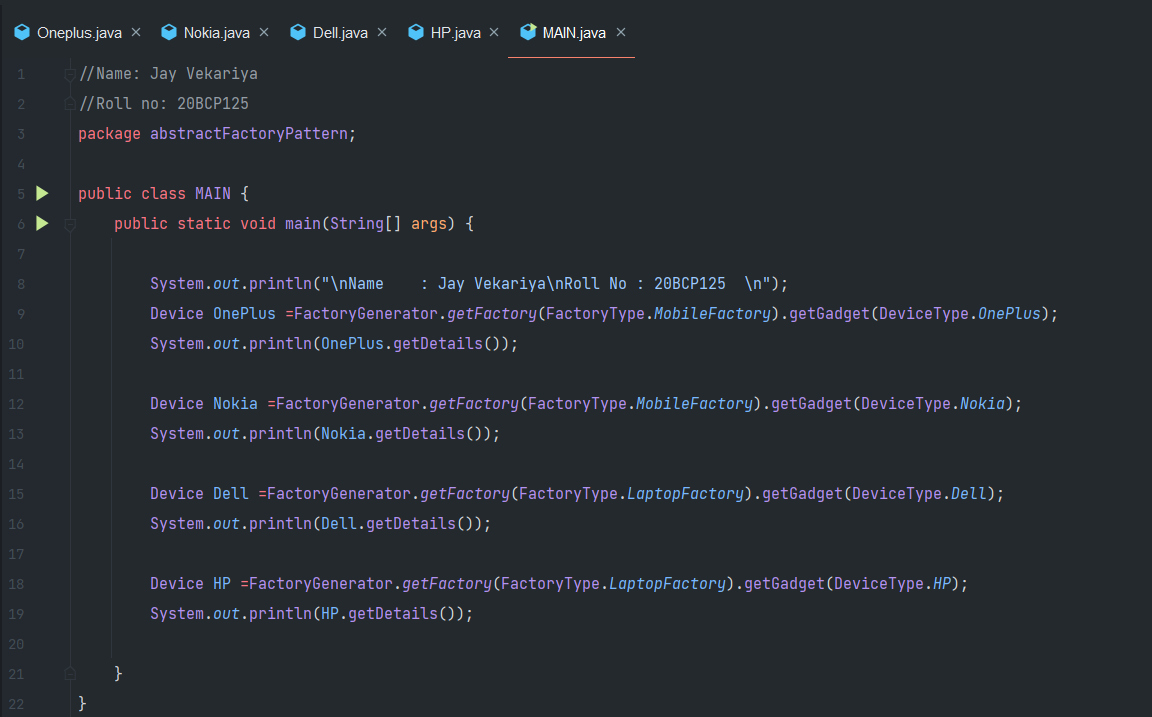 Oneplus.java × Nokia.java × Dell.java × HP.java × MAIN.java ×
1 //Name: Jay Vekariya
2 //Roll no: 20BCP125
3 package abstractFactoryPattern;
4
5 public class MAIN {
6     public static void main(String[] args) {
7
8         System.out.println("\nName    : Jay Vekariya\nRoll No : 20BCP125  \n");
9         Device OnePlus =FactoryGenerator.getFactory(FactoryType.MobileFactory).getGadget(DeviceType.OnePlus);
10         System.out.println(OnePlus.getDetails());
11
12         Device Nokia =FactoryGenerator.getFactory(FactoryType.MobileFactory).getGadget(DeviceType.Nokia);
13         System.out.println(Nokia.getDetails());
14
15         Device Dell =FactoryGenerator.getFactory(FactoryType.LaptopFactory).getGadget(DeviceType.Dell);
16         System.out.println(Dell.getDetails());
17
18         Device HP =FactoryGenerator.getFactory(FactoryType.LaptopFactory).getGadget(DeviceType.HP);
19         System.out.println(HP.getDetails());
20
21     }
22 }